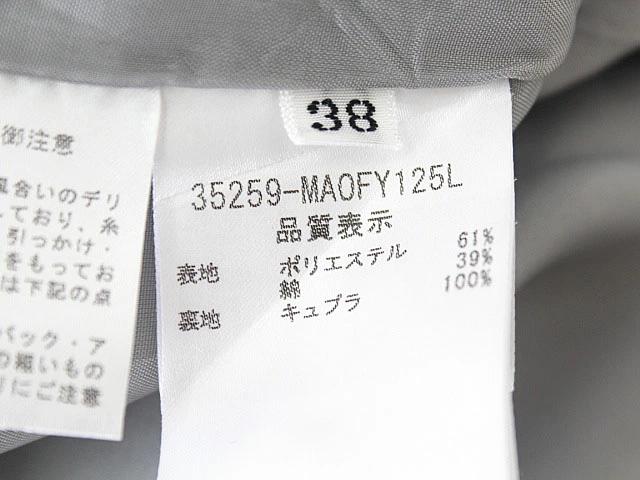 御注意
風合いのデリ
しており、糸
引っかけ・
をもってお
は下記の点
バック・ア
の粗いもの
にご注意
38
35259-MAOFY125L
品質表示
表地 ポリエステル 61%
綿 39%
裏地 キュプラ 100%